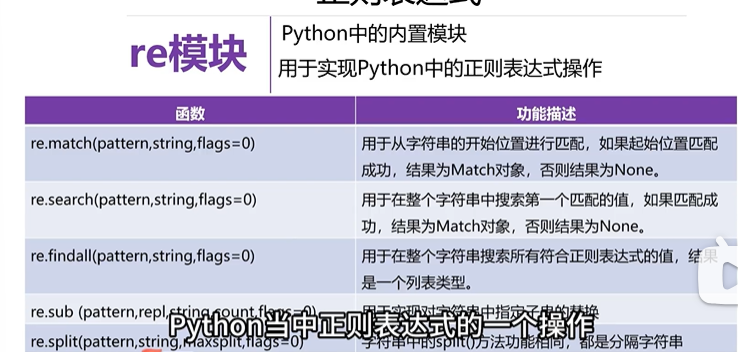 正则表达式
re模块
Python中的内置模块
用于实现Python中的正则表达式操作
函数 功能描述
re.match(pattern,string,flags=0) 用于从字符串的开始位置进行匹配，如果起始位置匹配
成功，结果为Match对象，否则结果为None。
re.search(pattern,string,flags=0) 用于在整个字符串中搜索第一个匹配的值，如果匹配成
功，结果为Match对象，否则结果为None。
re.findall(pattern,string,flags=0) 用于在整个字符串搜索所有符合正则表达式的值，结果
是一个列表类型。
re.sub (pattern,repl,string,count,flags=0) 用于实现对字符串中指定子串的替换
re.split(pattern,string,maxsplit,flags=0) 字符串中的split()方法功能相同，都是分隔字符串
Python当中正则表达式的一个操作